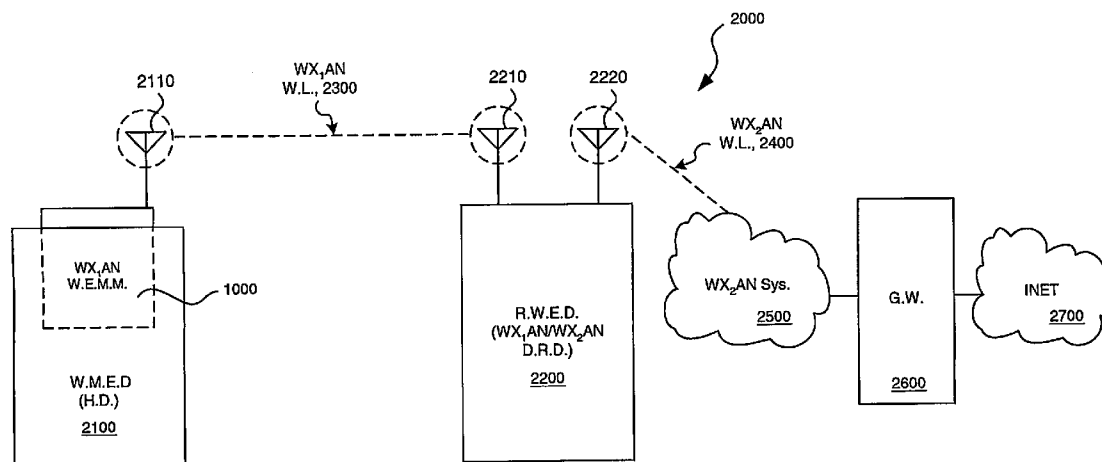 2000
2110
WX₁AN
W.L., 2300
2210
2220
WX₂AN
W.L., 2400
WX₁AN
W.E.M.M.
1000
W.M.E.D
(H.D.)
2100
R.W.E.D.
(WX₁AN/WX₂AN
D.R.D.)
2200
WX₂AN Sys.
2500
G.W.
2600
INET
2700